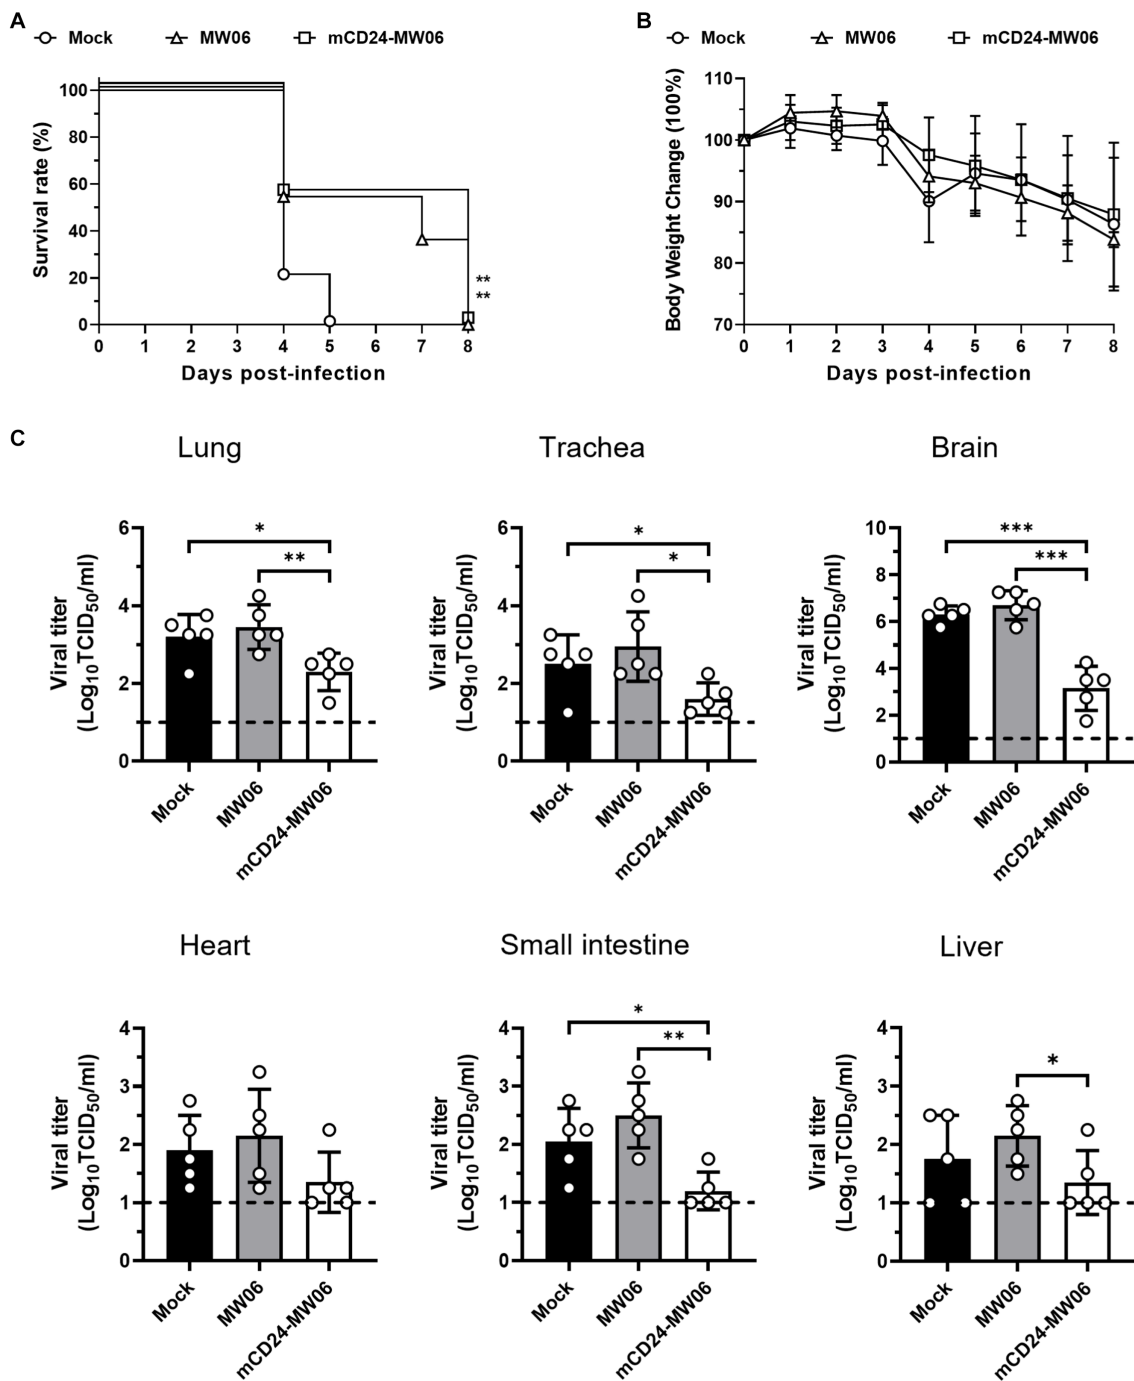 A
Mock MW06 mCD24-MW06
Survival rate (%)
100
80
60
40
20
0
**
**
0 1 2 3 4 5 6 7 8
Days post-infection
B
Mock MW06 mCD24-MW06
Body Weight Change (100%)
110
100
90
80
70
0 1 2 3 4 5 6 7 8
Days post-infection
C
Lung
Viral titer
(Log10TCID50/ml)
6
4
2
0
*
**
Mock MW06 mCD24-MW06
Trachea
Viral titer
(Log10TCID50/ml)
6
4
2
0
*
*
Mock MW06 mCD24-MW06
Brain
Viral titer
(Log10TCID50/ml)
10
8
6
4
2
0
***
***
Mock MW06 mCD24-MW06
Heart
Viral titer
(Log10TCID50/ml)
4
3
2
1
0
Mock MW06 mCD24-MW06
Small intestine
Viral titer
(Log10TCID50/ml)
4
3
2
1
0
*
**
Mock MW06 mCD24-MW06
Liver
Viral titer
(Log10TCID50/ml)
4
3
2
1
0
*
Mock MW06 mCD24-MW06